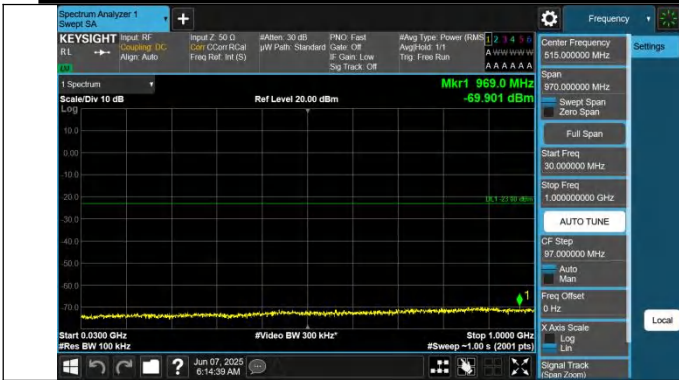 Spectrum Analyzer 1
Swept SA
Frequency
KEYSIGHT
RL
Input: RF
Coupling: DC
Align: Auto
Input Z: 50 Ω
Corr CCorr RCal
Freq Ref: Int (S)
#Atten: 30 dB
µW Path: Standard
PNO: Fast
Gate: Off
IF Gain: Low
Sig Track: Off
#Avg Type: Power (RMS)
Avg|Hold: 1/1
Trig: Free Run
1 2 3 4 5 6
A W W W W W
A A A A A A
1 Spectrum
Scale/Div 10 dB
Log
Ref Level 20.00 dBm
Mkr1 969.0 MHz
-69.901 dBm
10.0
0.00
-10.0
-20.0
-30.0
-40.0
-50.0
-60.0
-70.0
1
Start 0.0300 GHz
#Res BW 100 kHz
#Video BW 300 kHz*
Stop 1.0000 GHz
#Sweep ~1.00 s (2001 pts)
Jun 07, 2025
6:14:39 AM
Center Frequency
515.000000 MHz
Span
970.000000 MHz
Swept Span
Zero Span
Full Span
Start Freq
30.000000 MHz
Stop Freq
1.000000000 GHz
AUTO TUNE
CF Step
97.000000 MHz
Auto
Man
Freq Offset
0 Hz
X Axis Scale
Log
Lin
Signal Track
(Span Zoom)
Settings
Local